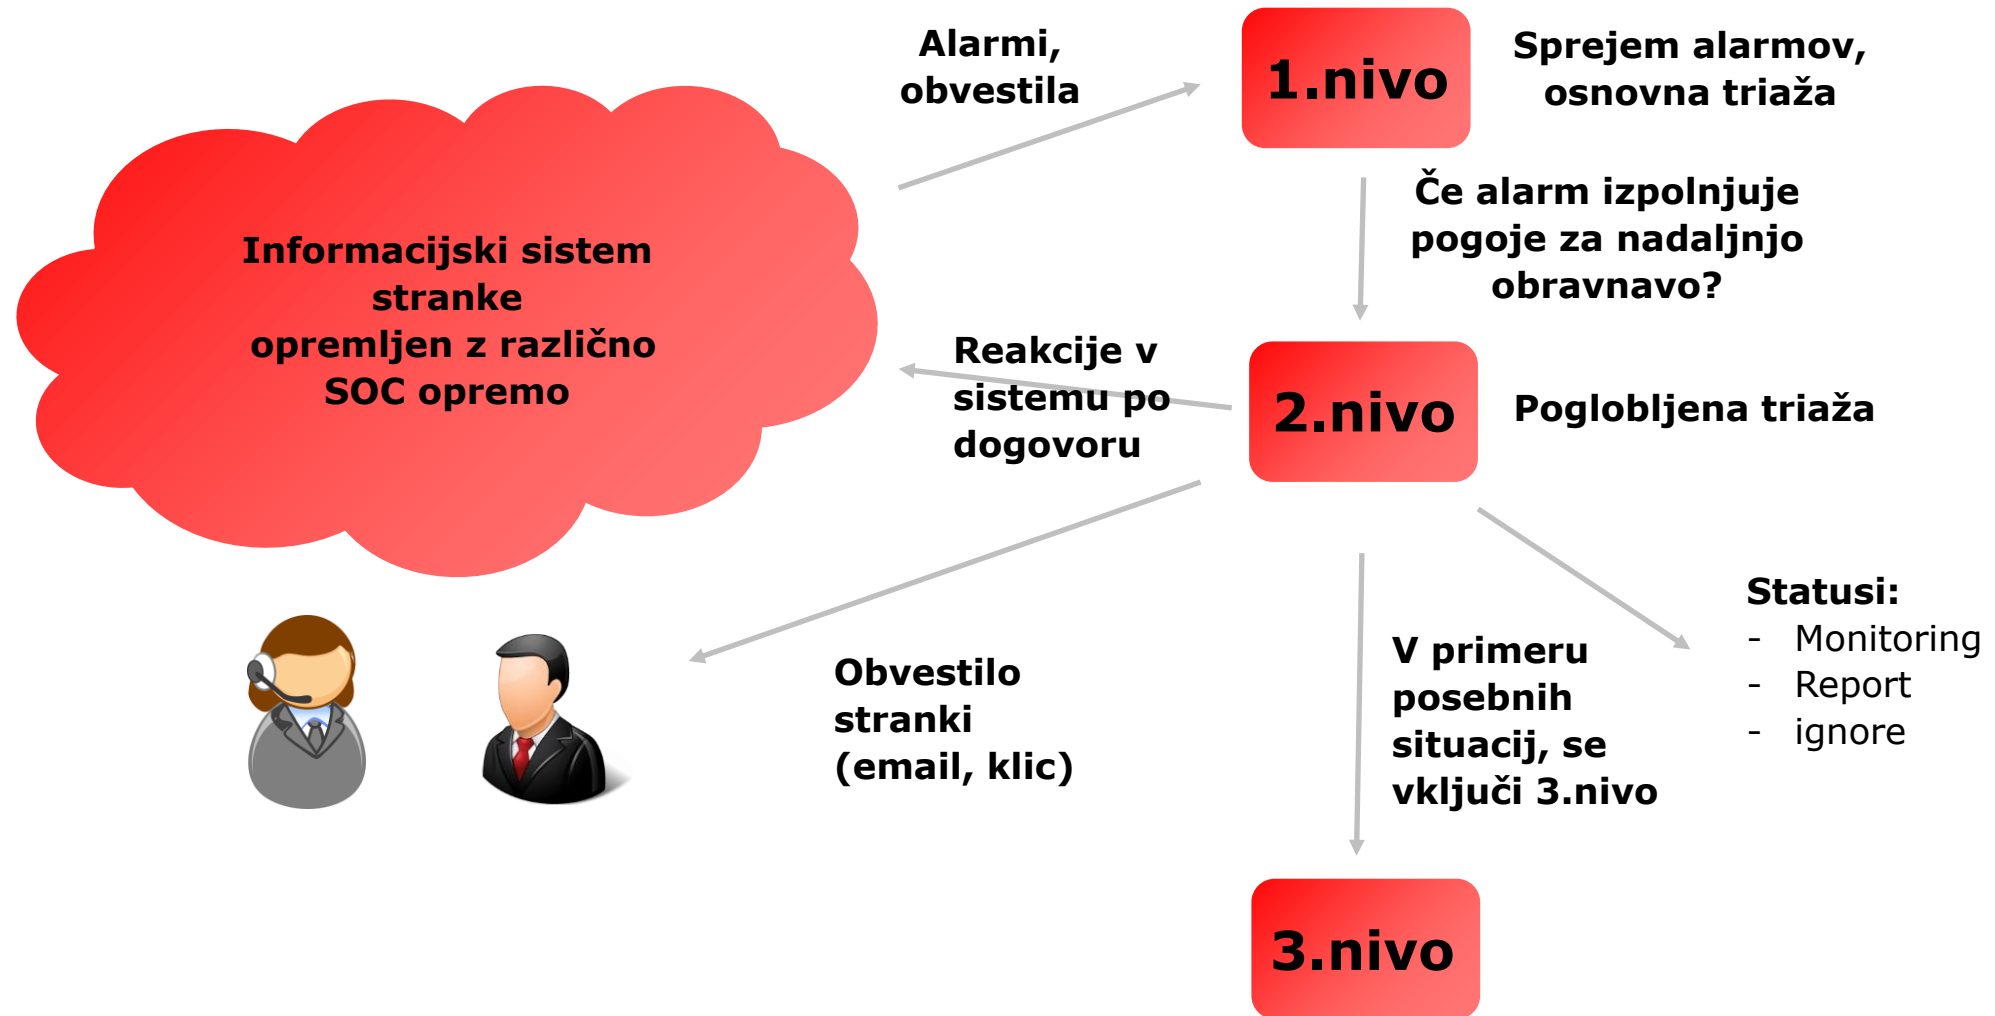 Alarmi,
obvestila
1.nivo
Sprejem alarmov,
osnovna triaža
Če alarm izpolnjuje
pogoje za nadaljnjo
obravnavo?
Informacijski sistem
stranke
opremljen z različno
SOC opremo
Reakcije v
sistemu po
dogovoru
2.nivo
Poglobljena triaža
Obvestilo
stranki
(email, klic)
V primeru
posebnih
situacij, se
vključi 3.nivo
Statusi:
- Monitoring
- Report
- ignore
3.nivo